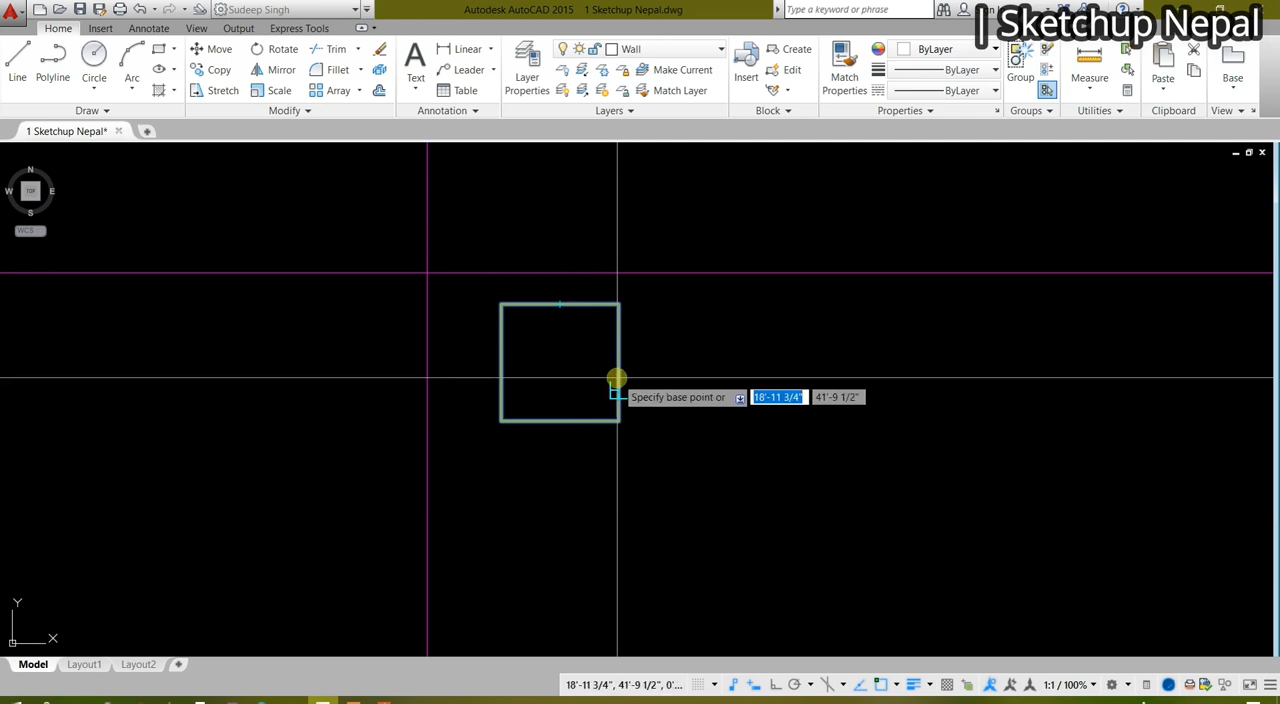 Sudeep Singh
Autodesk AutoCAD 2015 1 Sketchup Nepal.dwg
Type a keyword or phrase
| Sketchup Nepal
Home Insert Annotate View Output Express Tools
Line
Polyline
Circle
Arc
Move
Rotate
Trim
Copy
Mirror
Fillet
Stretch
Scale
Array
Text
Linear
Leader
Table
Layer
Properties
Wall
Make Current
Match Layer
Insert
Create
Edit
Match
Properties
ByLayer
ByLayer
ByLayer
Group
Measure
Paste
Base
Draw Modify Annotation Layers Block Properties Groups Utilities Clipboard View
1 Sketchup Nepal*
N
W TOP E
S
WCS
Specify base point or 18'-11 3/4" 41'-9 1/2"
Y
X
Model Layout1 Layout2
18'-11 3/4", 41'-9 1/2", 0'... 1:1 / 100%